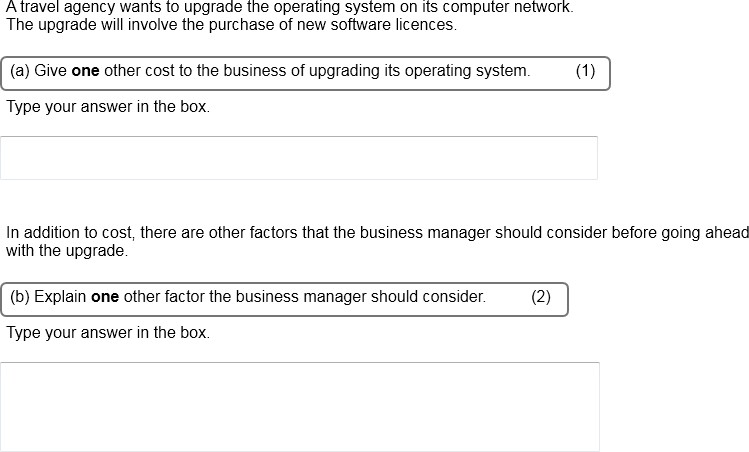 A travel agency wants to upgrade the operating system on its computer network.
The upgrade will involve the purchase of new software licences.
(a) Give one other cost to the business of upgrading its operating system. (1)
Type your answer in the box.
In addition to cost, there are other factors that the business manager should consider before going ahead
with the upgrade.
(b) Explain one other factor the business manager should consider. (2)
Type your answer in the box.